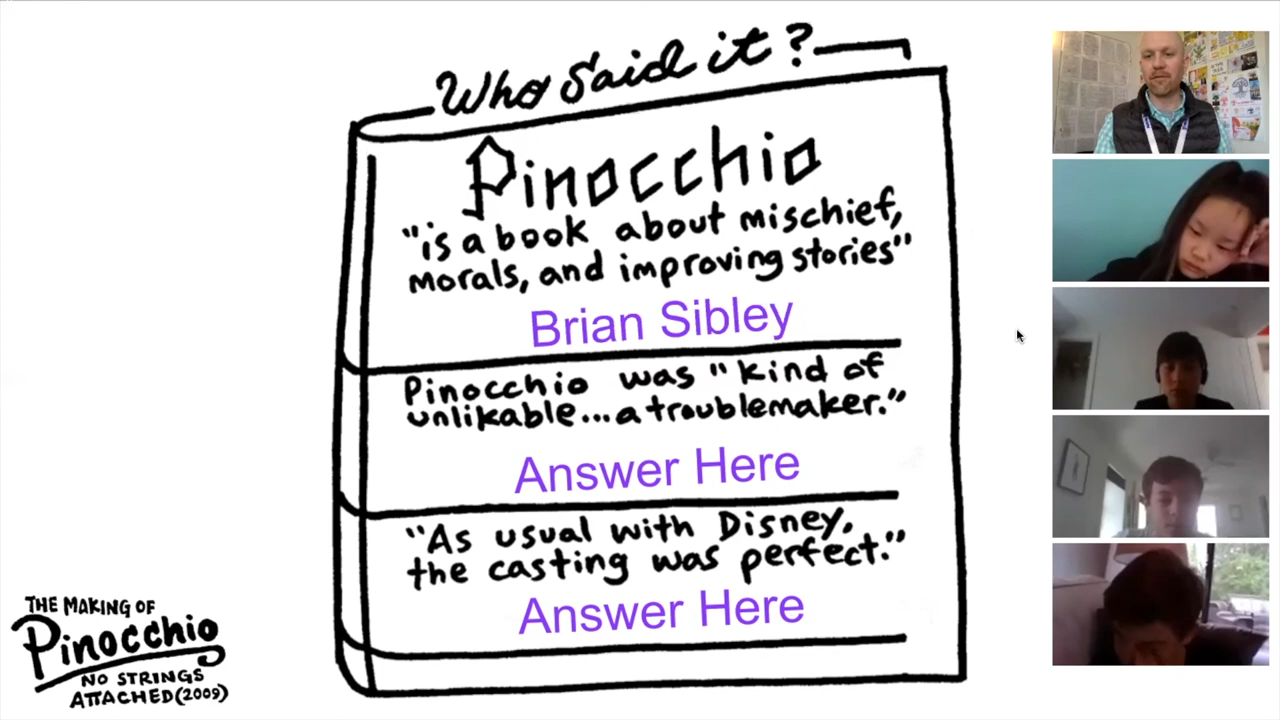 Who Said it?
Pinocchio
"is a book about mischief,
morals, and improving stories"
Brian Sibley
Pinocchio was "kind of
unlikable...a troublemaker."
Answer Here
"As usual with Disney,
the casting was perfect."
Answer Here
THE MAKING OF
Pinocchio
NO STRINGS
ATTACHED (2009)